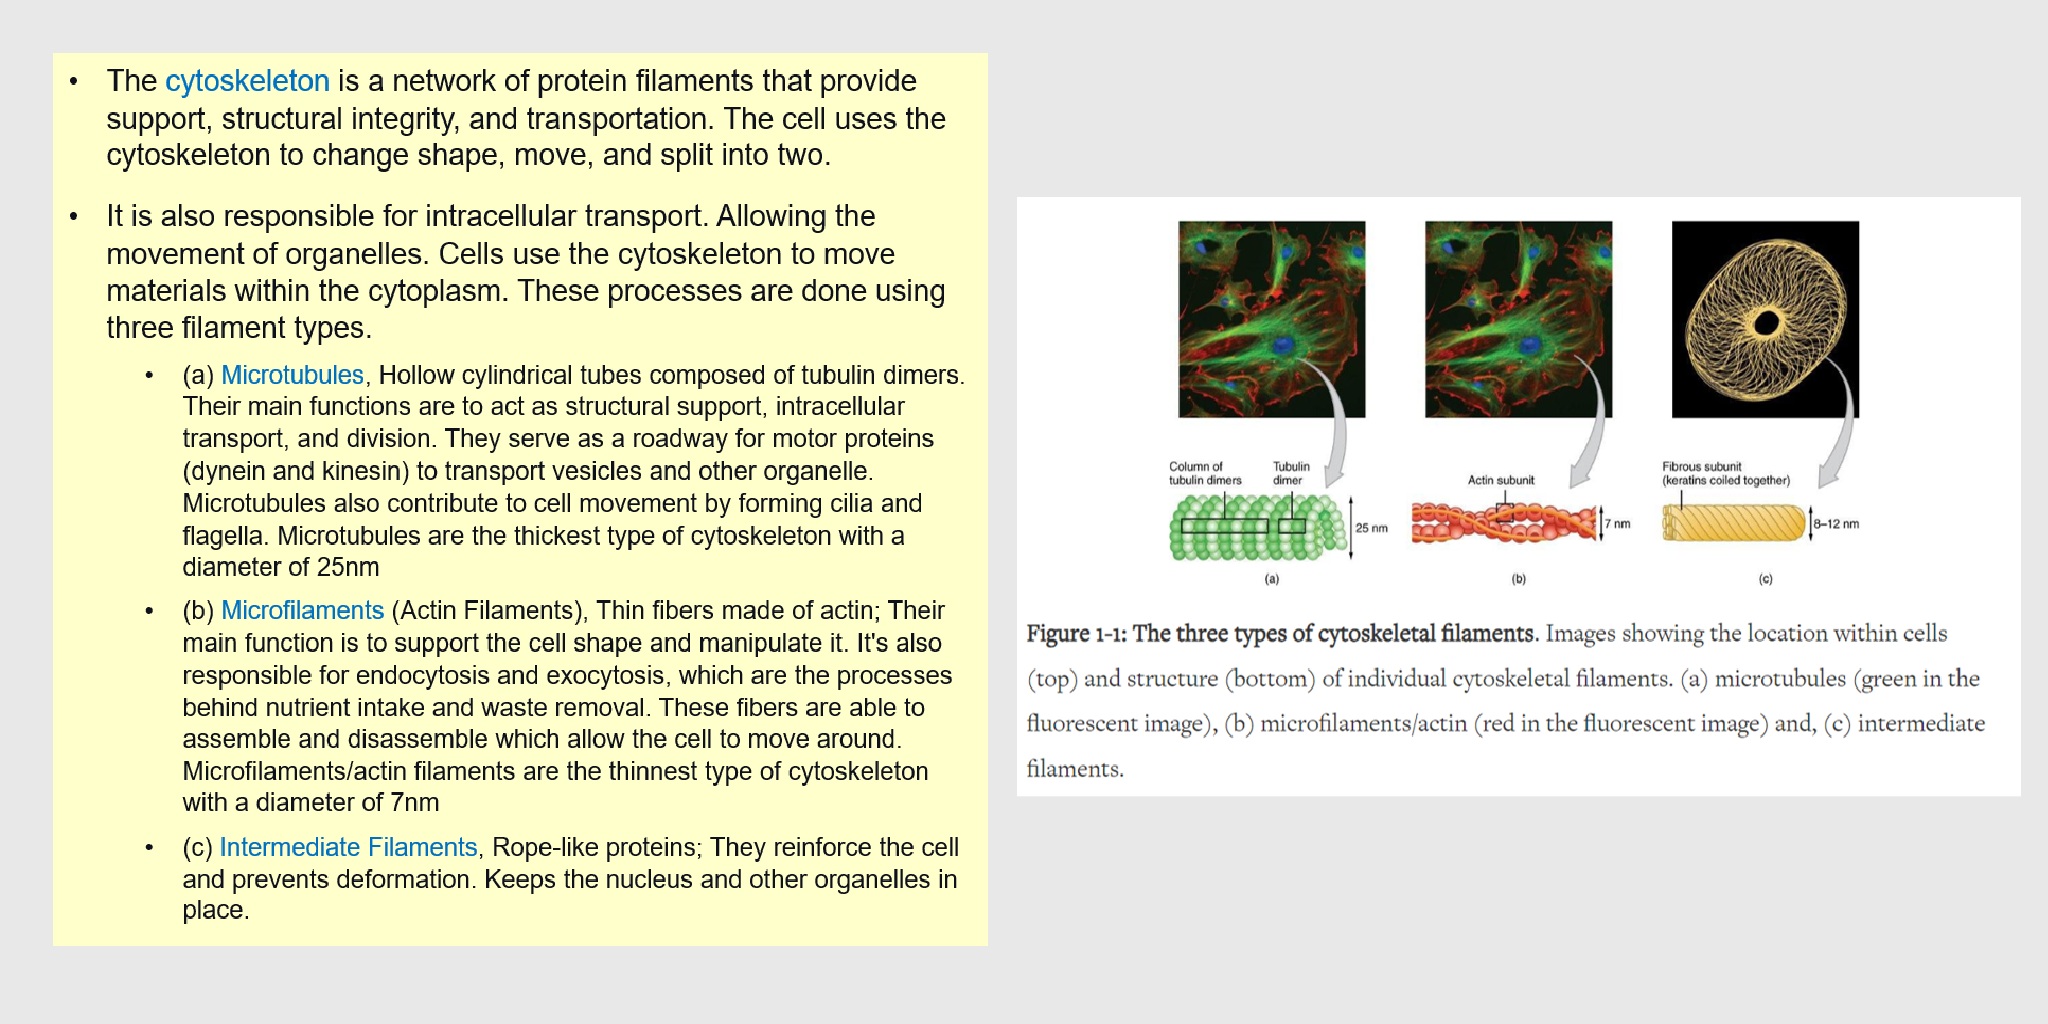 • The cytoskeleton is a network of protein filaments that provide
support, structural integrity, and transportation. The cell uses the
cytoskeleton to change shape, move, and split into two.
• It is also responsible for intracellular transport. Allowing the
movement of organelles. Cells use the cytoskeleton to move
materials within the cytoplasm. These processes are done using
three filament types.
• (a) Microtubules, Hollow cylindrical tubes composed of tubulin dimers.
Their main functions are to act as structural support, intracellular
transport, and division. They serve as a roadway for motor proteins
(dynein and kinesin) to transport vesicles and other organelle.
Microtubules also contribute to cell movement by forming cilia and
flagella. Microtubules are the thickest type of cytoskeleton with a
diameter of 25nm
• (b) Microfilaments (Actin Filaments), Thin fibers made of actin; Their
main function is to support the cell shape and manipulate it. It's also
responsible for endocytosis and exocytosis, which are the processes
behind nutrient intake and waste removal. These fibers are able to
assemble and disassemble which allow the cell to move around.
Microfilaments/actin filaments are the thinnest type of cytoskeleton
with a diameter of 7nm
• (c) Intermediate Filaments, Rope-like proteins; They reinforce the cell
and prevents deformation. Keeps the nucleus and other organelles in
place.
Column of
tubulin dimers
Tubulin
dimer
25 nm
(a)
Actin subunit
7 nm
(b)
Fibrous subunit
(keratins coiled together)
8–12 nm
(c)
Figure 1-1: The three types of cytoskeletal filaments. Images showing the location within cells
(top) and structure (bottom) of individual cytoskeletal filaments. (a) microtubules (green in the
fluorescent image), (b) microfilaments/actin (red in the fluorescent image) and, (c) intermediate
filaments.